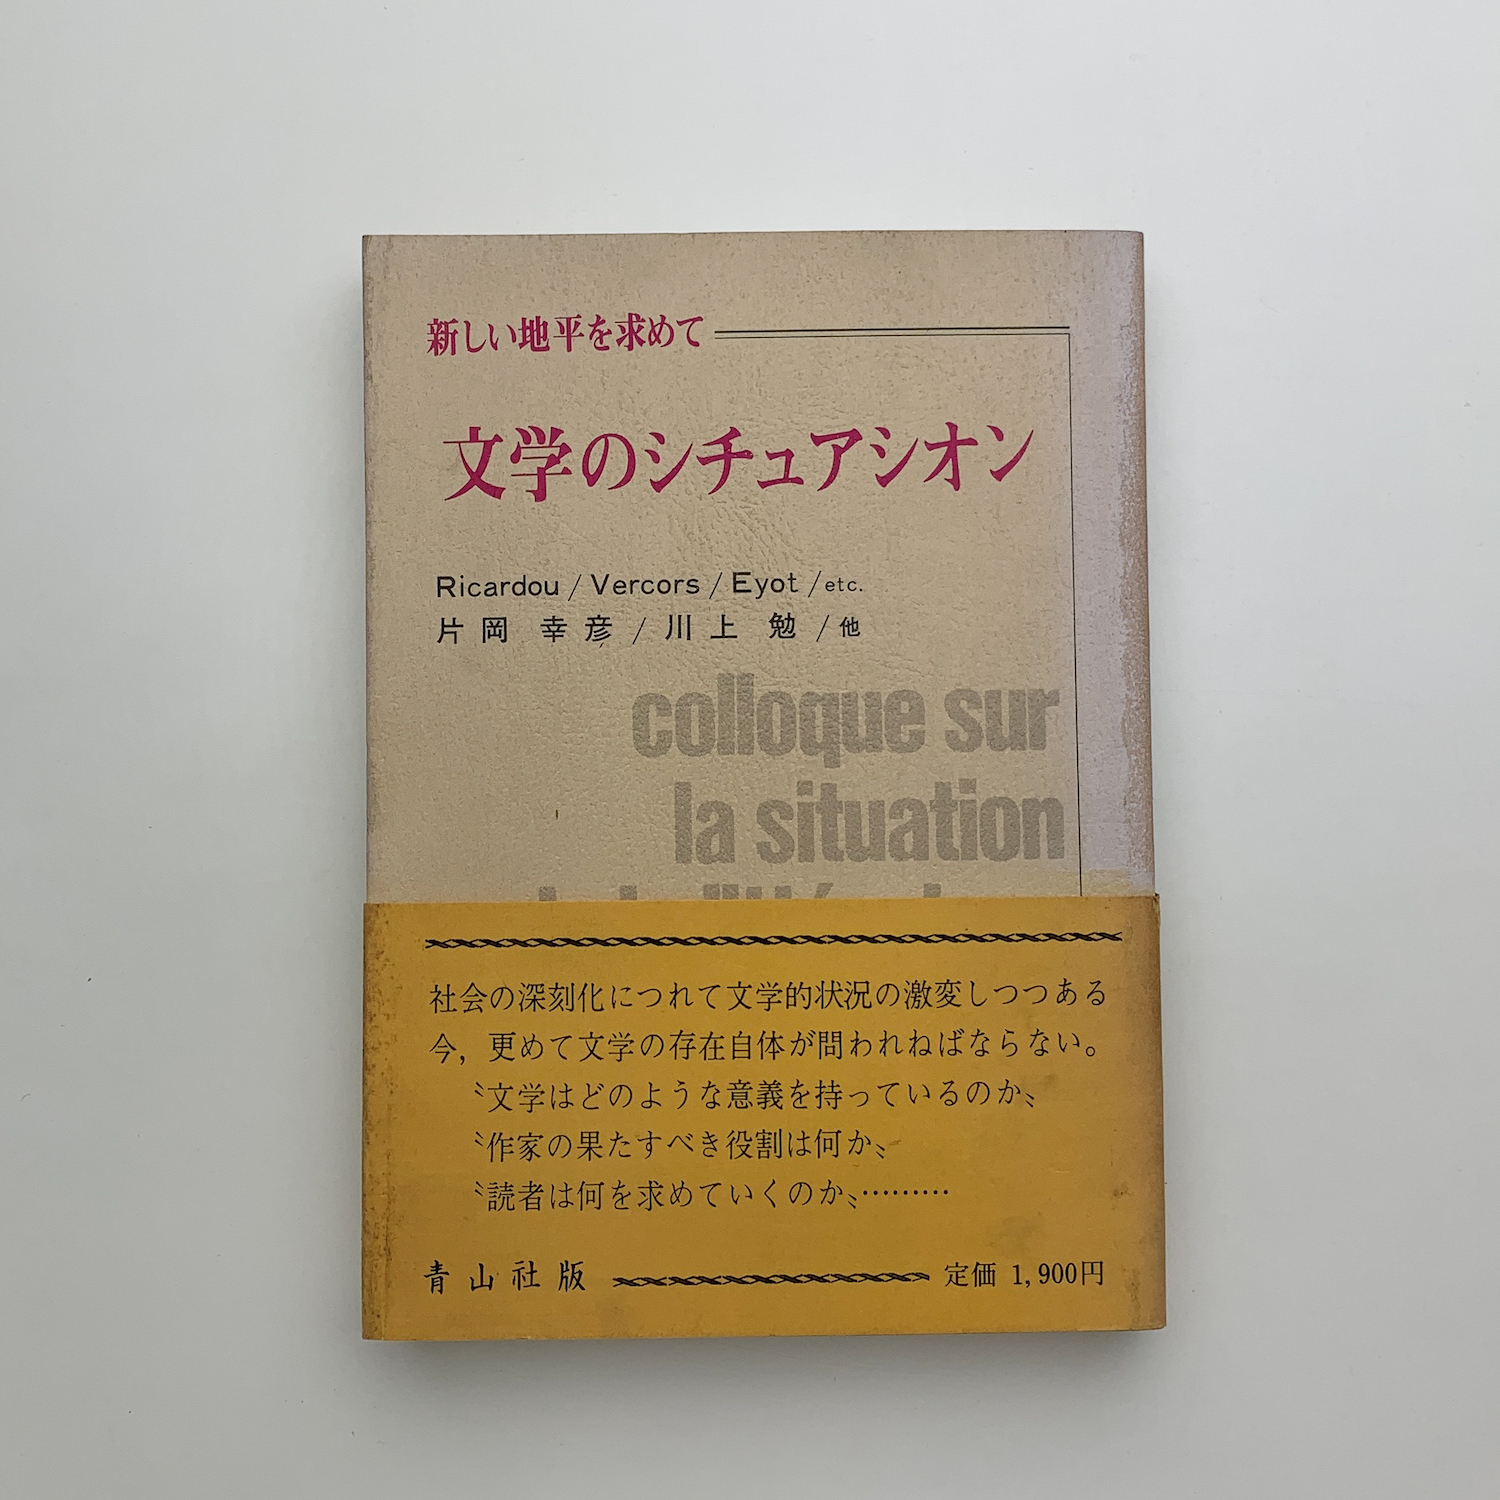 新しい地平を求めて
文学のシチュアシオン
Ricardou / Vercors / Eyot / etc.
片岡 幸彦 / 川上 勉 / 他
colloque sur
la situation
社会の深刻化につれて文学的状況の激変しつつある
今，更めて文学の存在自体が問われねばならない。
〝文学はどのような意義を持っているのか〟
〝作家の果たすべき役割は何か〟
〝読者は何を求めていくのか〟………
青山社版 定価 1,900円